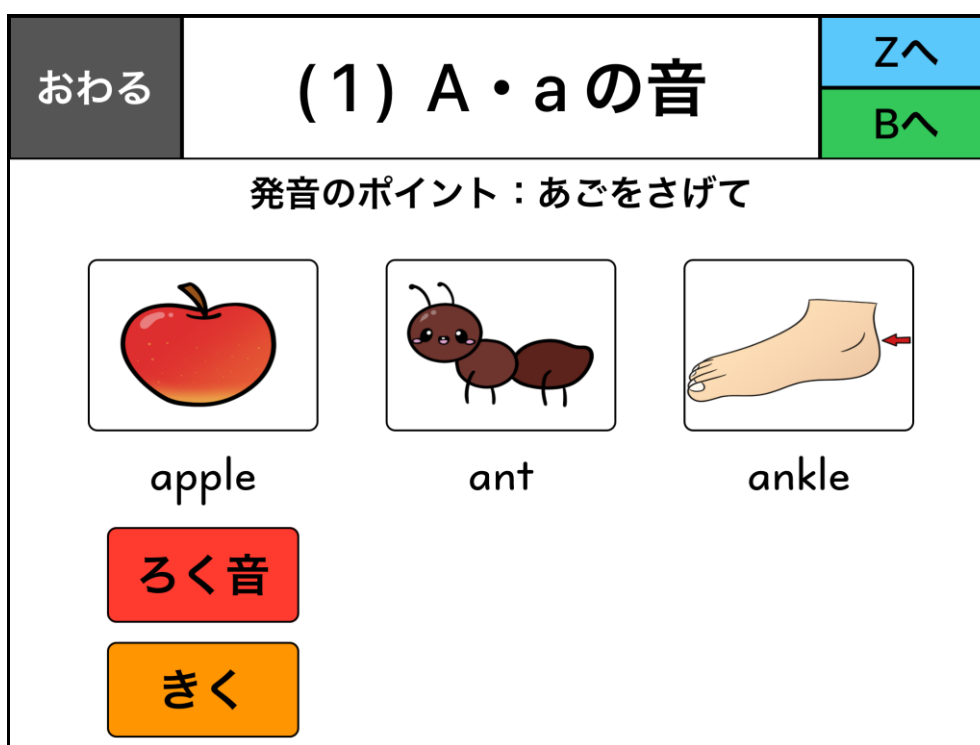 おわる
(1) A・aの音
Zへ
Bへ
発音のポイント：あごをさげて
apple
ant
ankle
ろく音
きく